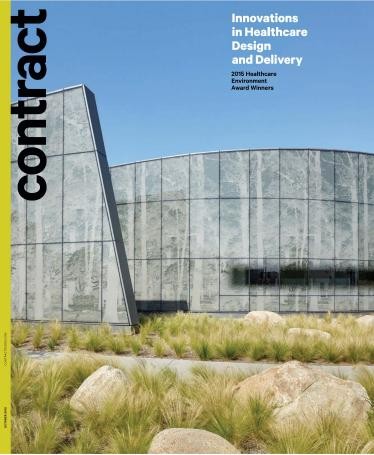 contract
Innovations
in Healthcare
Design
and Delivery
2015 Healthcare
Environment
Award Winners